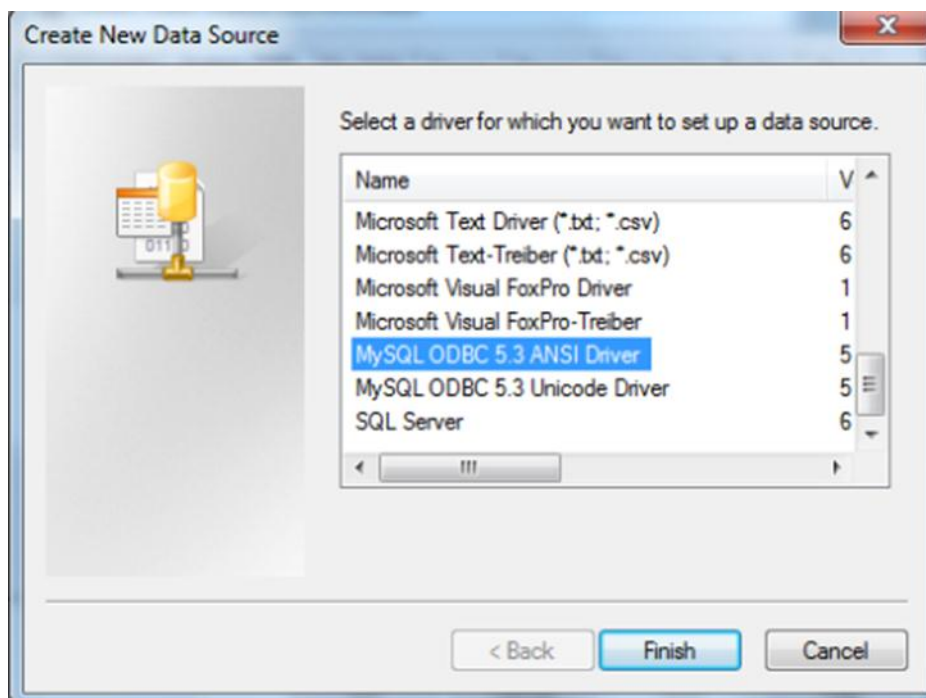 Create New Data Source
Select a driver for which you want to set up a data source.
Name V
Microsoft Text Driver (*.txt; *.csv) 6
Microsoft Text-Treiber (*.txt; *.csv) 6
Microsoft Visual FoxPro Driver 1
Microsoft Visual FoxPro-Treiber 1
MySQL ODBC 5.3 ANSI Driver 5
MySQL ODBC 5.3 Unicode Driver 5
SQL Server 6
< Back Finish Cancel